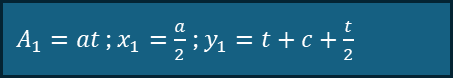 A₁ = at ; x₁ = a/2 ; y₁ = t + c + t/2